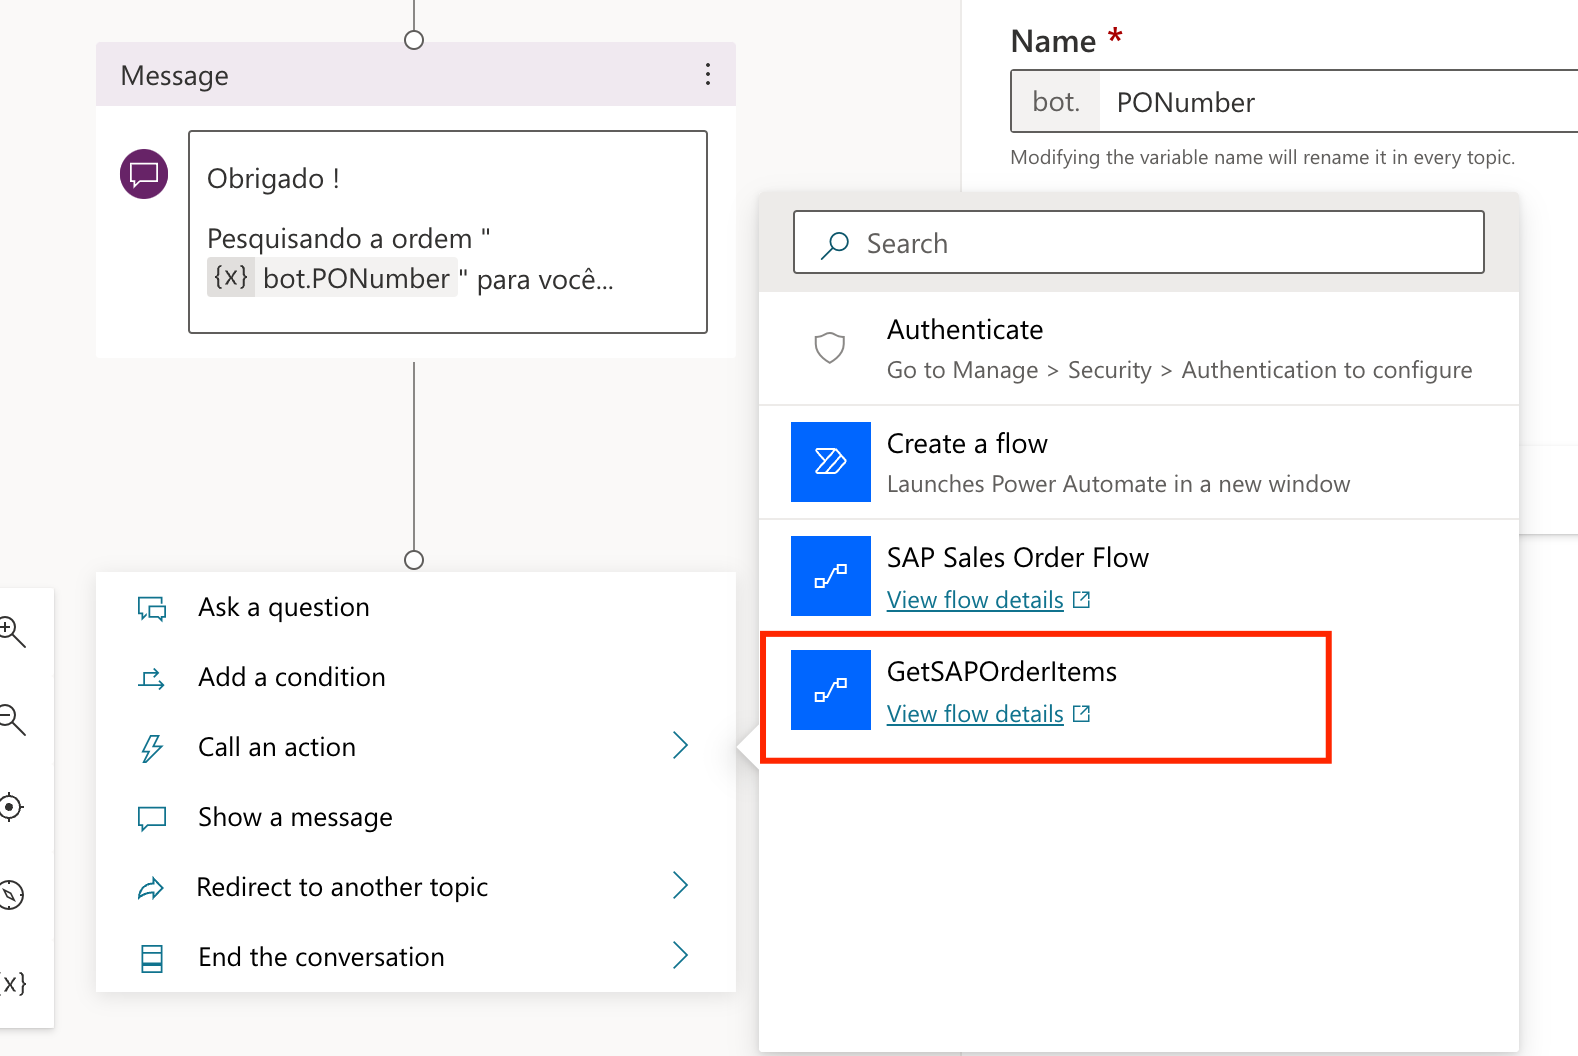 Message
Obrigado !
Pesquisando a ordem "
{x} bot.PONumber " para você...
Ask a question
Add a condition
Call an action
Show a message
Redirect to another topic
End the conversation
{x}
Name *
bot. PONumber
Modifying the variable name will rename it in every topic.
Search
Authenticate
Go to Manage > Security > Authentication to configure
Create a flow
Launches Power Automate in a new window
SAP Sales Order Flow
View flow details
GetSAPOrderItems
View flow details